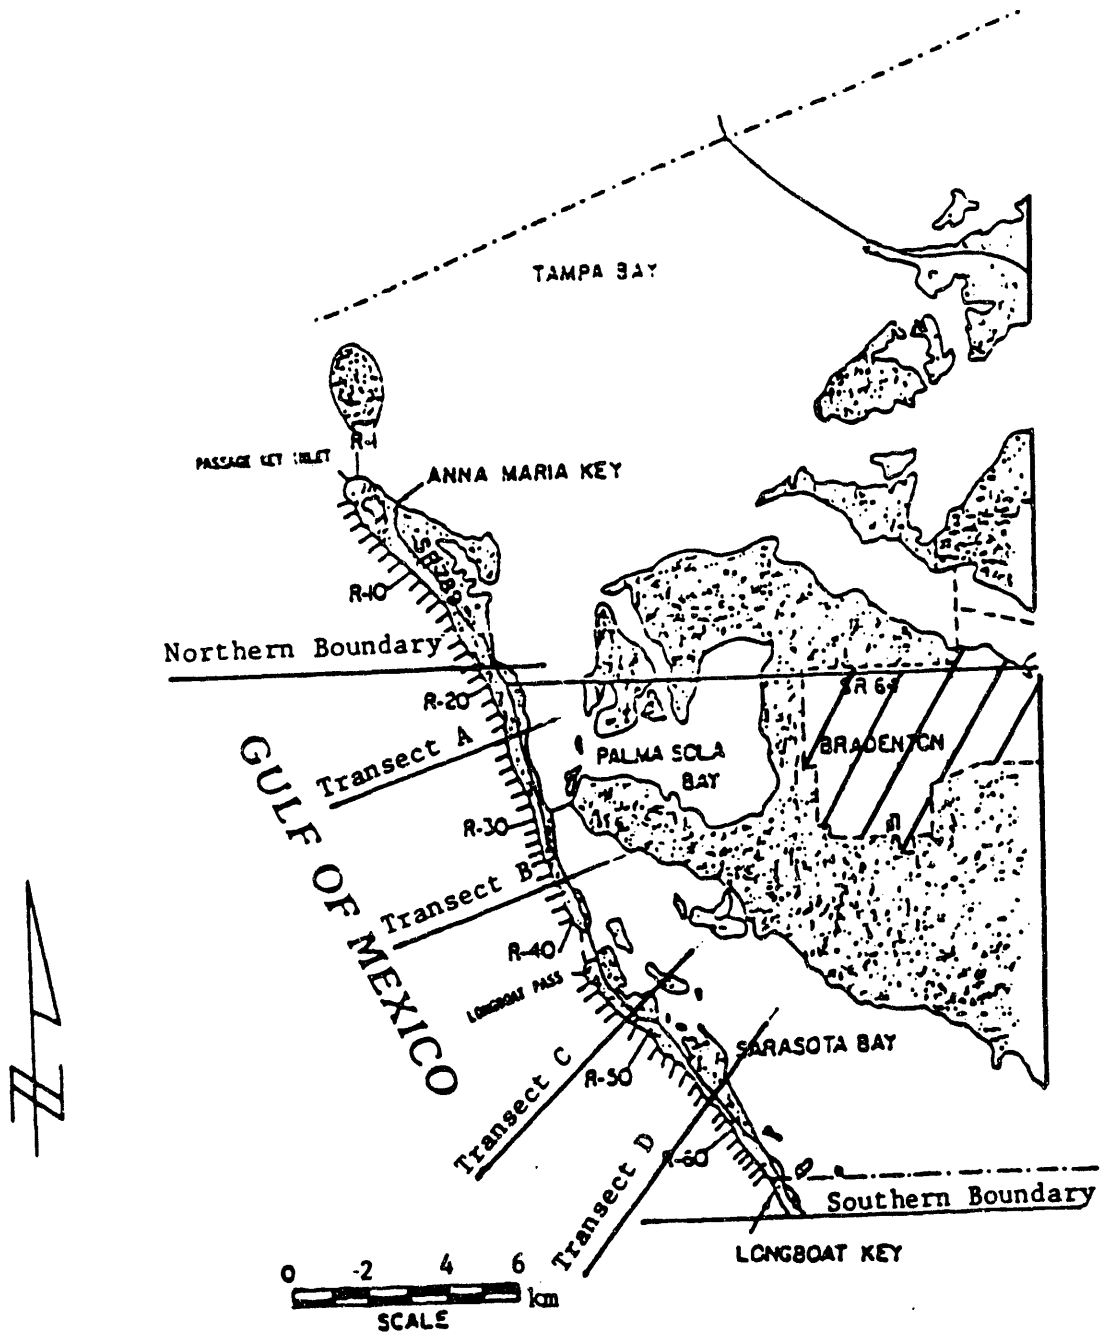 TAMPA BAY
R-1
PASSAGE KEY INLET
ANNA MARIA KEY
SR 789
R-10
Northern Boundary
R-20
SR 64
BRADENTON
PALMA SOLA
BAY
Transect A
GULF OF MEXICO
R-30
Transect B
R-40
LONGBOAT PASS
SARASOTA BAY
R-50
Transect C
R-60
Transect D
Southern Boundary
LONGBOAT KEY
0 2 4 6
km
SCALE
N